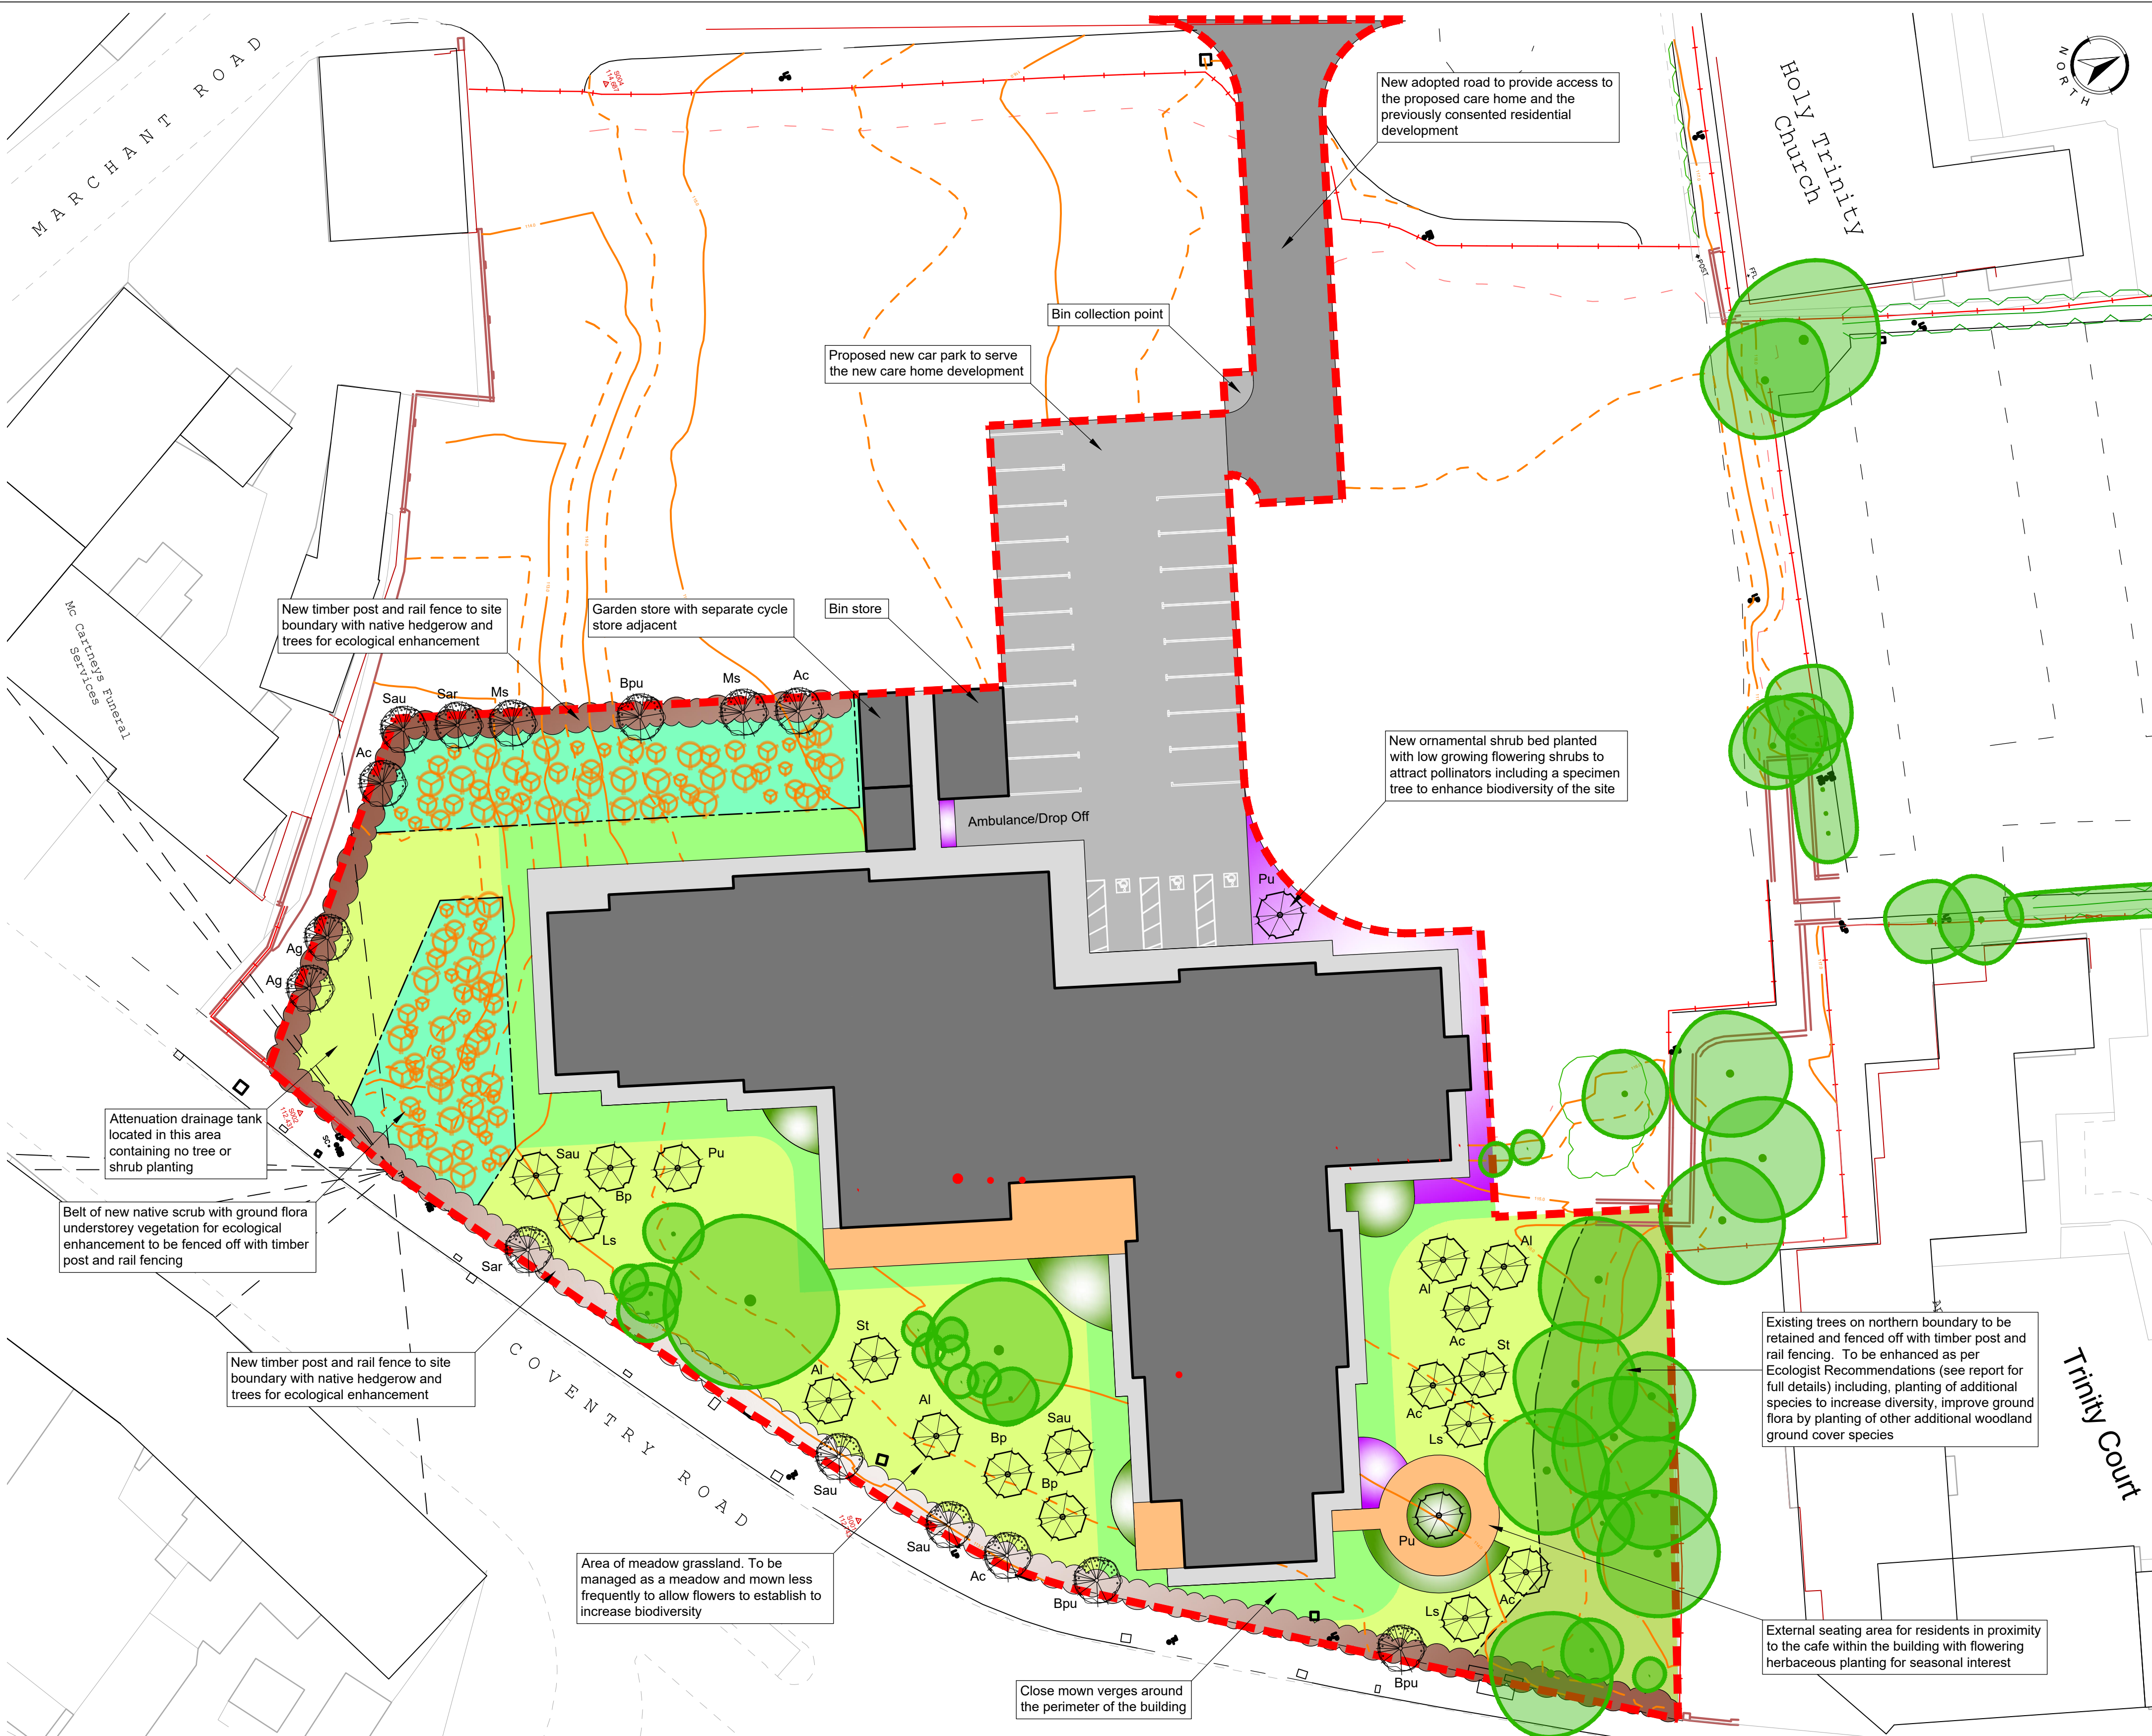 MARCHANT ROAD
S004
114.687
New adopted road to provide access to
the proposed care home and the
previously consented residential
development
Holy Trinity
Church
NORTH
POST
FFL
Bin collection point
Proposed new car park to serve
the new care home development
Mc Cartneys Funeral
Services
New timber post and rail fence to site
boundary with native hedgerow and
trees for ecological enhancement
Garden store with separate cycle
store adjacent
Bin store
Sau
Sar
Ms
Bpu
Ms
Ac
Ac
New ornamental shrub bed planted
with low growing flowering shrubs to
attract pollinators including a specimen
tree to enhance biodiversity of the site
Ambulance/Drop Off
Pu
Ag
Ag
Attenuation drainage tank
located in this area
containing no tree or
shrub planting
S002
Belt of new native scrub with ground flora
understorey vegetation for ecological
enhancement to be fenced off with timber
post and rail fencing
Sau
Bp
Pu
Ls
Sar
New timber post and rail fence to site
boundary with native hedgerow and
trees for ecological enhancement
COVENTRY ROAD
St
Al
Al
Bp
Sau
Bp
Sau
Sau
Ac
Bpu
Al
Al
Ac
St
Ac
Ls
Pu
Ac
Ls
Bpu
Existing trees on northern boundary to be
retained and fenced off with timber post and
rail fencing.  To be enhanced as per
Ecologist Recommendations (see report for
full details) including, planting of additional
species to increase diversity, improve ground
flora by planting of other additional woodland
ground cover species
Trinity Court
Area of meadow grassland. To be
managed as a meadow and mown less
frequently to allow flowers to establish to
increase biodiversity
External seating area for residents in proximity
to the cafe within the building with flowering
herbaceous planting for seasonal interest
Close mown verges around
the perimeter of the building